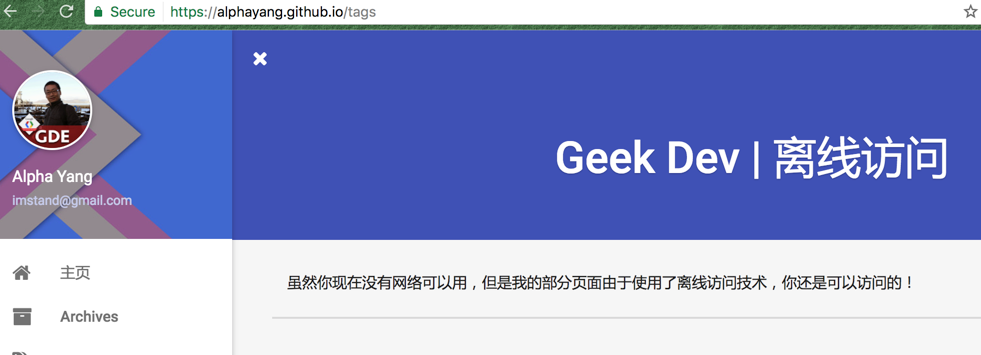 Secure https://alphayang.github.io/tags
GDE
Geek Dev | 离线访问
Alpha Yang
imstand@gmail.com
主页
虽然你现在没有网络可以用，但是我的部分页面由于使用了离线访问技术，你还是可以访问的！
Archives